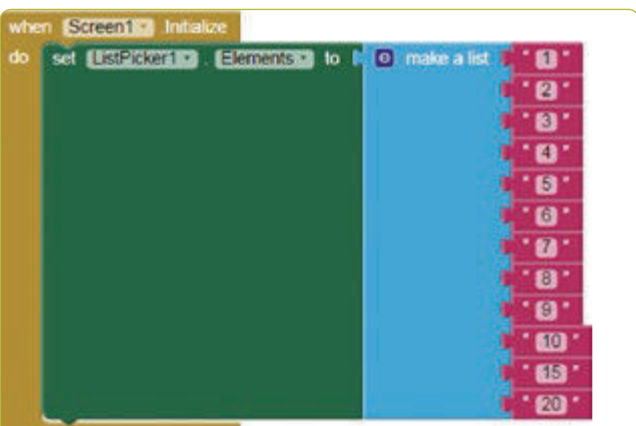 when Screen1 .Initialize
do set ListPicker1 . Elements to make a list " 1 "
" 2 "
" 3 "
" 4 "
" 5 "
" 6 "
" 7 "
" 8 "
" 9 "
" 10 "
" 15 "
" 20 "